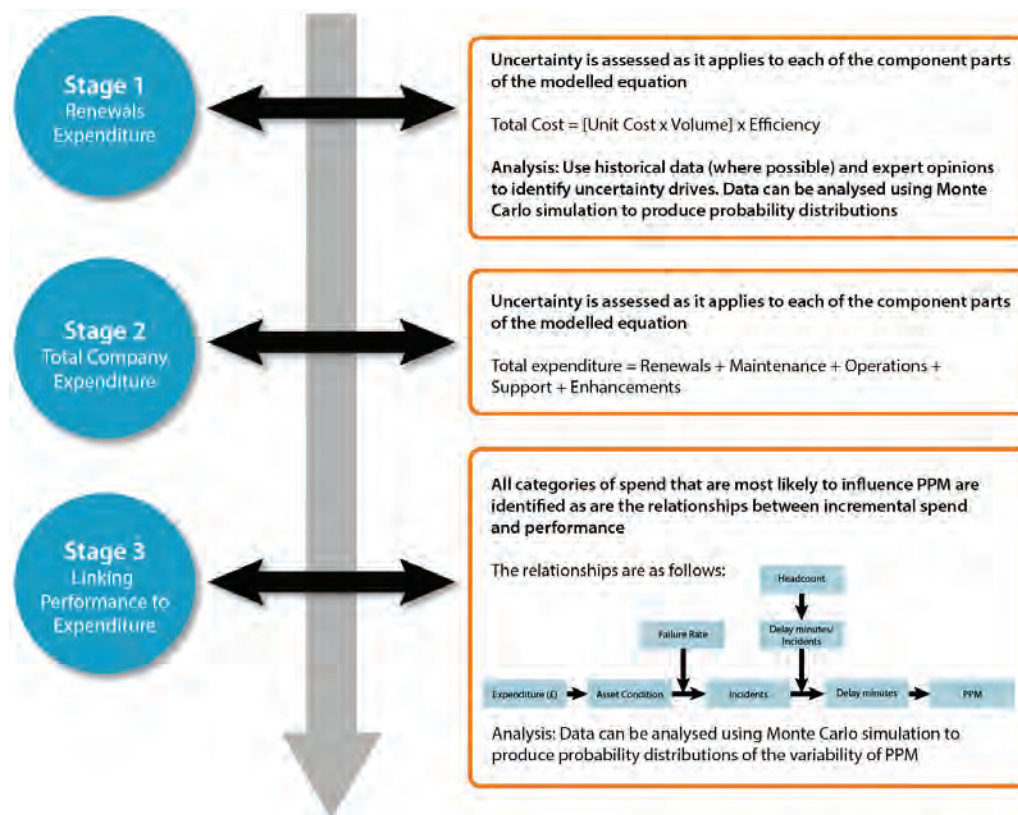 Stage 1
Renewals
Expenditure
Uncertainty is assessed as it applies to each of the component parts
of the modelled equation
Total Cost = [Unit Cost x Volume] x Efficiency
Analysis: Use historical data (where possible) and expert opinions
to identify uncertainty drives. Data can be analysed using Monte
Carlo simulation to produce probability distributions
Stage 2
Total Company
Expenditure
Uncertainty is assessed as it applies to each of the component parts
of the modelled equation
Total expenditure = Renewals + Maintenance + Operations +
Support + Enhancements
Stage 3
Linking
Performance to
Expenditure
All categories of spend that are most likely to influence PPM are
identified as are the relationships between incremental spend
and performance
The relationships are as follows:
Headcount
Failure Rate
Delay minutes/
Incidents
Expenditure (£)
Asset Condition
Incidents
Delay minutes
PPM
Analysis: Data can be analysed using Monte Carlo simulation to
produce probability distributions of the variability of PPM